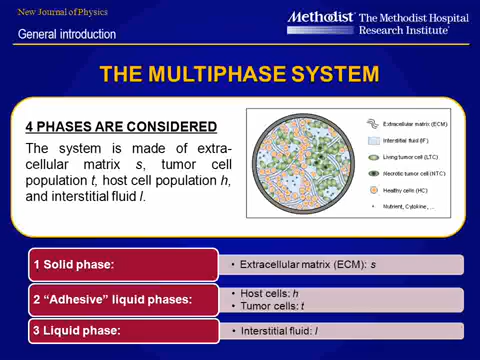 New Journal of Physics
General introduction
Methodist
The Methodist Hospital
Research Institute
THE MULTIPHASE SYSTEM
4 PHASES ARE CONSIDERED
The system is made of extra-
cellular matrix s, tumor cell
population t, host cell population h,
and interstitial fluid l.
Extracellular matrix (ECM)
Interstitial fluid (IF)
Living tumor cell (LTC)
Necrotic tumor cell (NTC)
Healthy cells (HC)
Nutrient, Cytokine, ...
1 Solid phase:
• Extracellular matrix (ECM): s
2 “Adhesive” liquid phases:
• Host cells: h
• Tumor cells: t
3 Liquid phase:
• Interstitial fluid: l